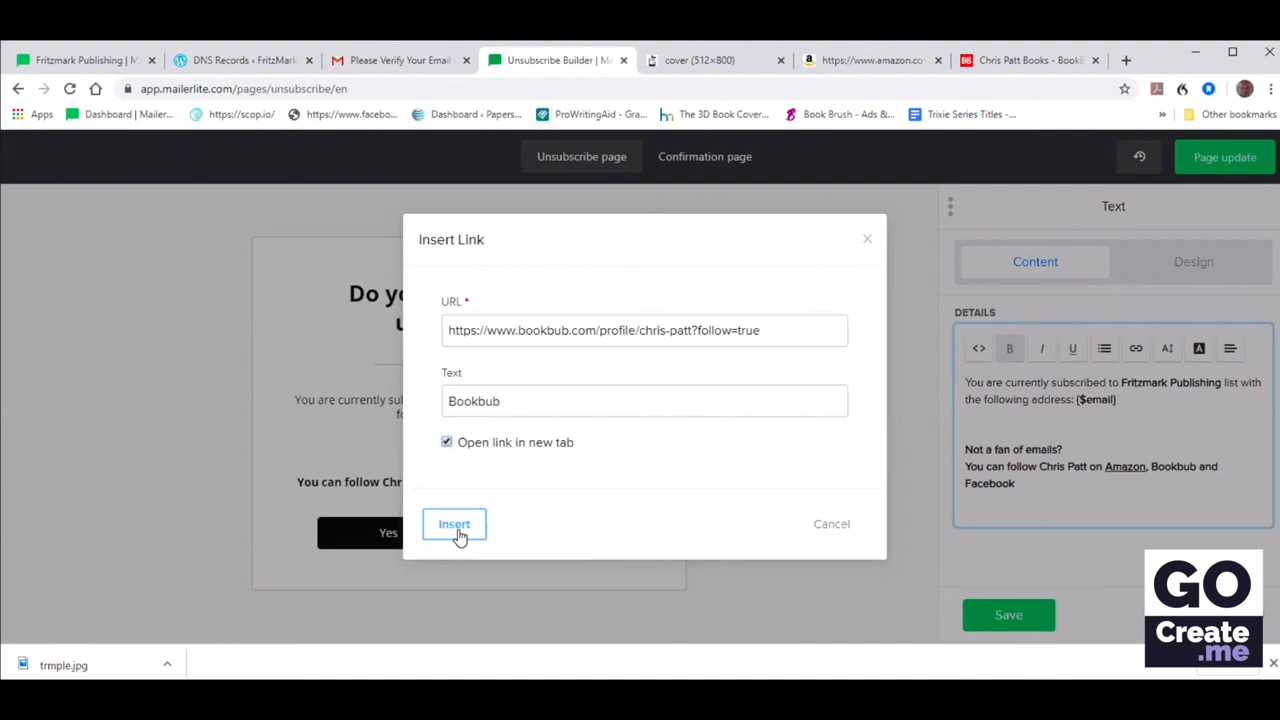 Fritzmark Publishing | M
DNS Records ‹ FritzMark
Please Verify Your Email
Unsubscribe Builder | Ma
cover (512×800)
https://www.amazon.co
Chris Patt Books - BookB
app.mailerlite.com/pages/unsubscribe/en
Apps
Dashboard | Mailer...
https://scop.io/
https://www.facebo...
Dashboard ‹ Papers...
ProWritingAid - Gra...
The 3D Book Cover...
Book Brush - Ads &...
Trixie Series Titles -...
»
Other bookmarks
Unsubscribe page
Confirmation page
Page update
Text
Content
Design
DETAILS
You are currently subscribed to Fritzmark Publishing list with
the following address: {$email}
Not a fan of emails?
You can follow Chris Patt on Amazon, Bookbub and
Facebook
Save
Do yo
u
You are currently sub
fo
You can follow Chr
Yes
Insert Link
URL *
https://www.bookbub.com/profile/chris-patt?follow=true
Text
Bookbub
Open link in new tab
Insert
Cancel
trmple.jpg
GO
Create
.me